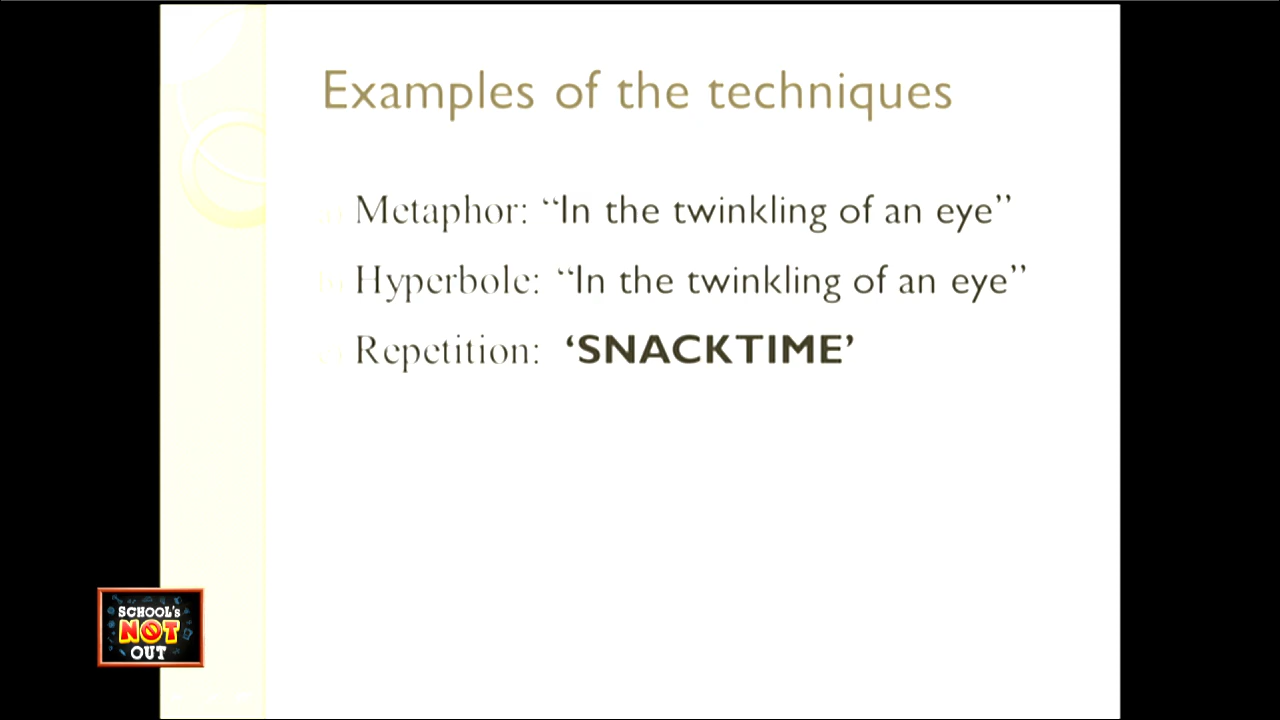 Examples of the techniques
Metaphor: “In the twinkling of an eye”
Hyperbole: “In the twinkling of an eye”
Repetition: ‘SNACKTIME’
SCHOOL's
NOT
OUT